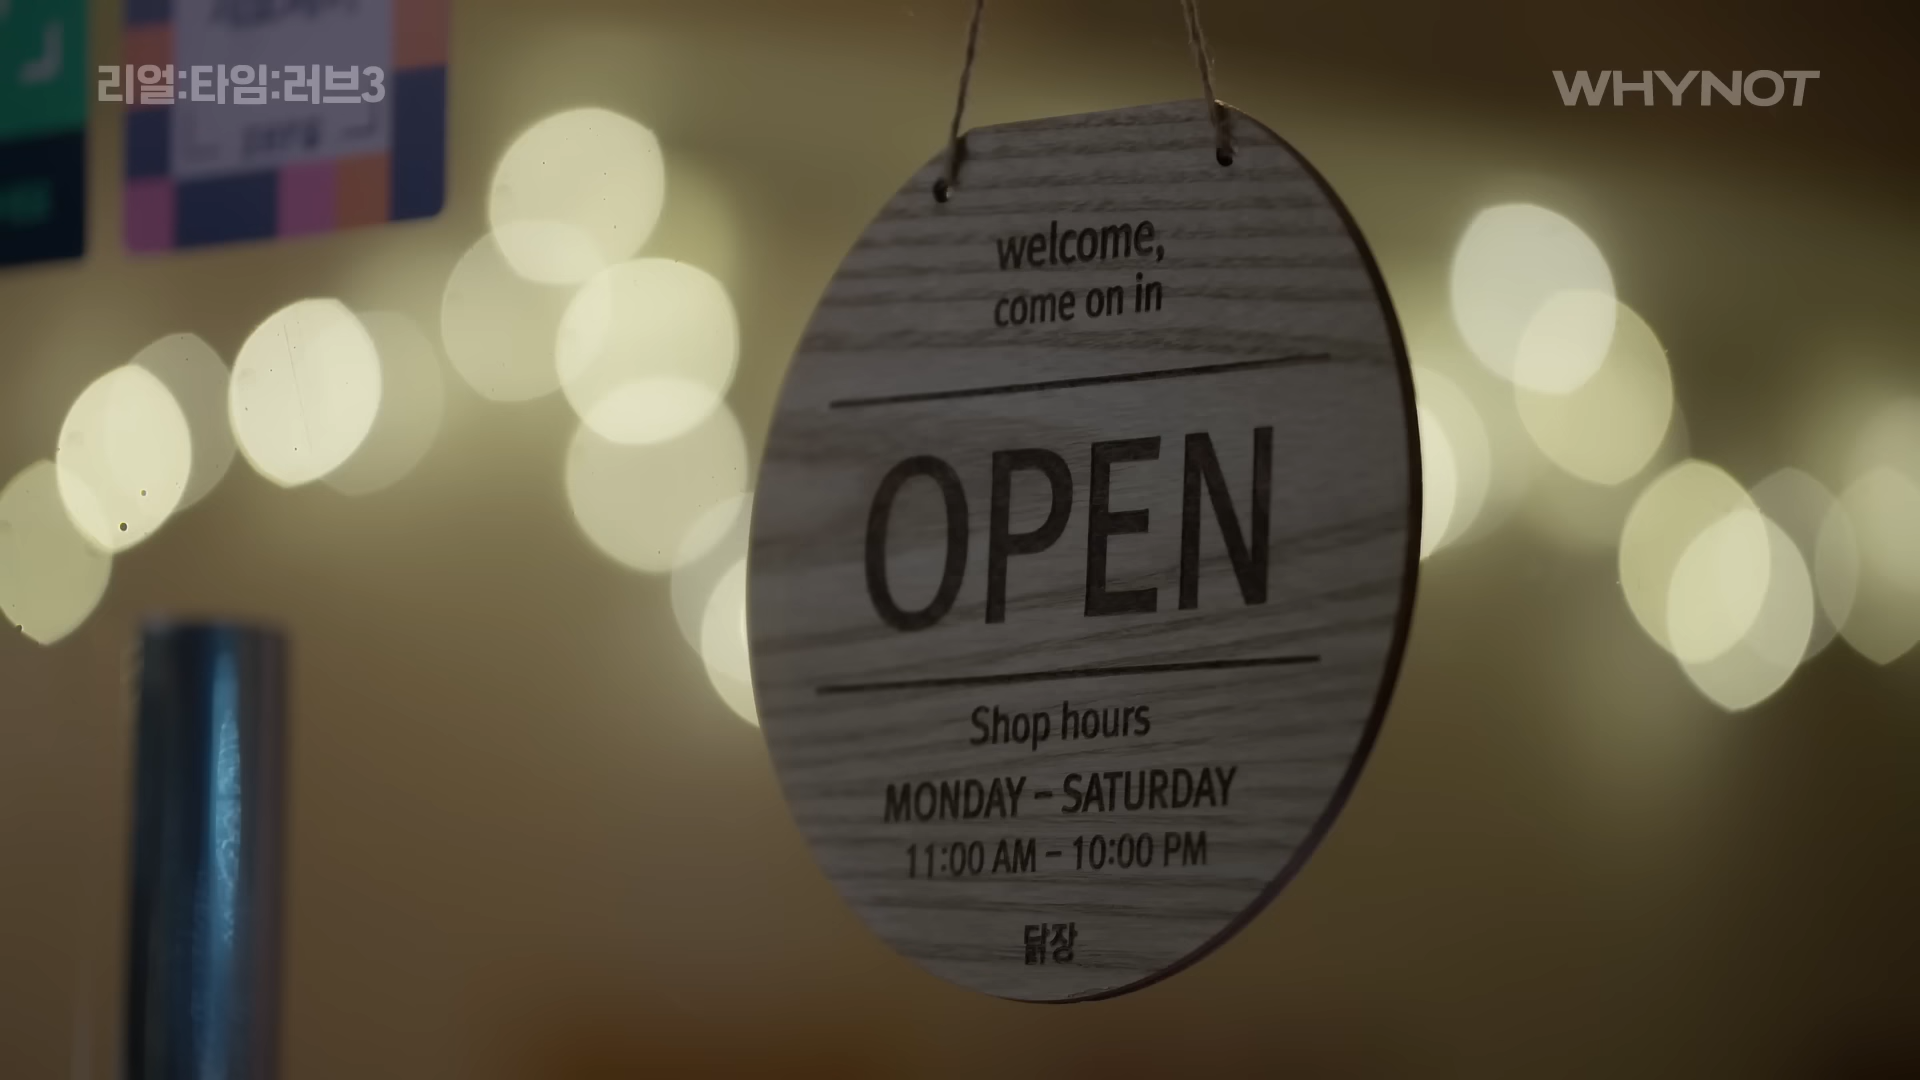 리얼:타임:러브3
WHYNOT
welcome,
come on in
OPEN
Shop hours
MONDAY – SATURDAY
11:00 AM – 10:00 PM
닭장